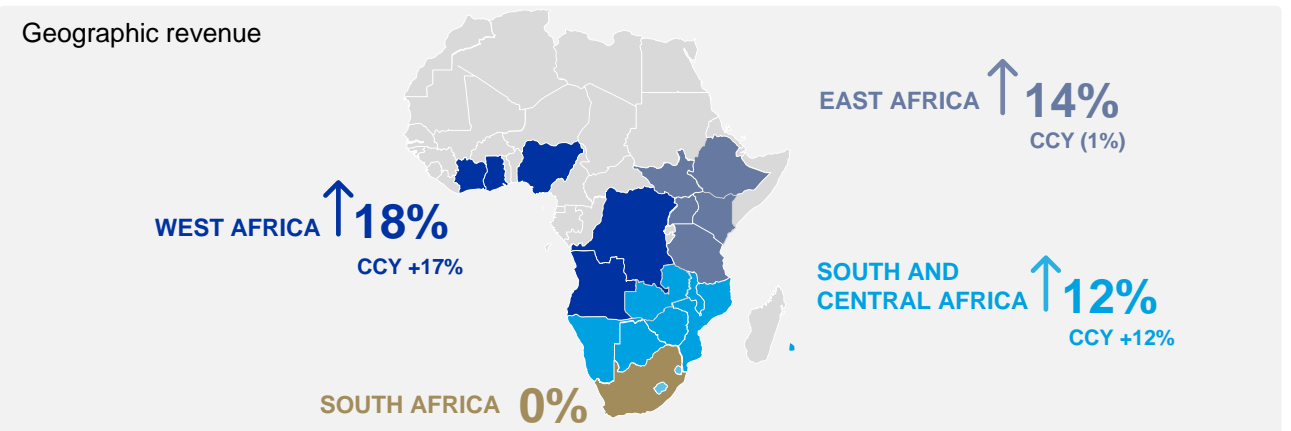 Geographic revenue
EAST AFRICA 14%
CCY (1%)
WEST AFRICA 18%
CCY +17%
SOUTH AND
CENTRAL AFRICA 12%
CCY +12%
SOUTH AFRICA 0%